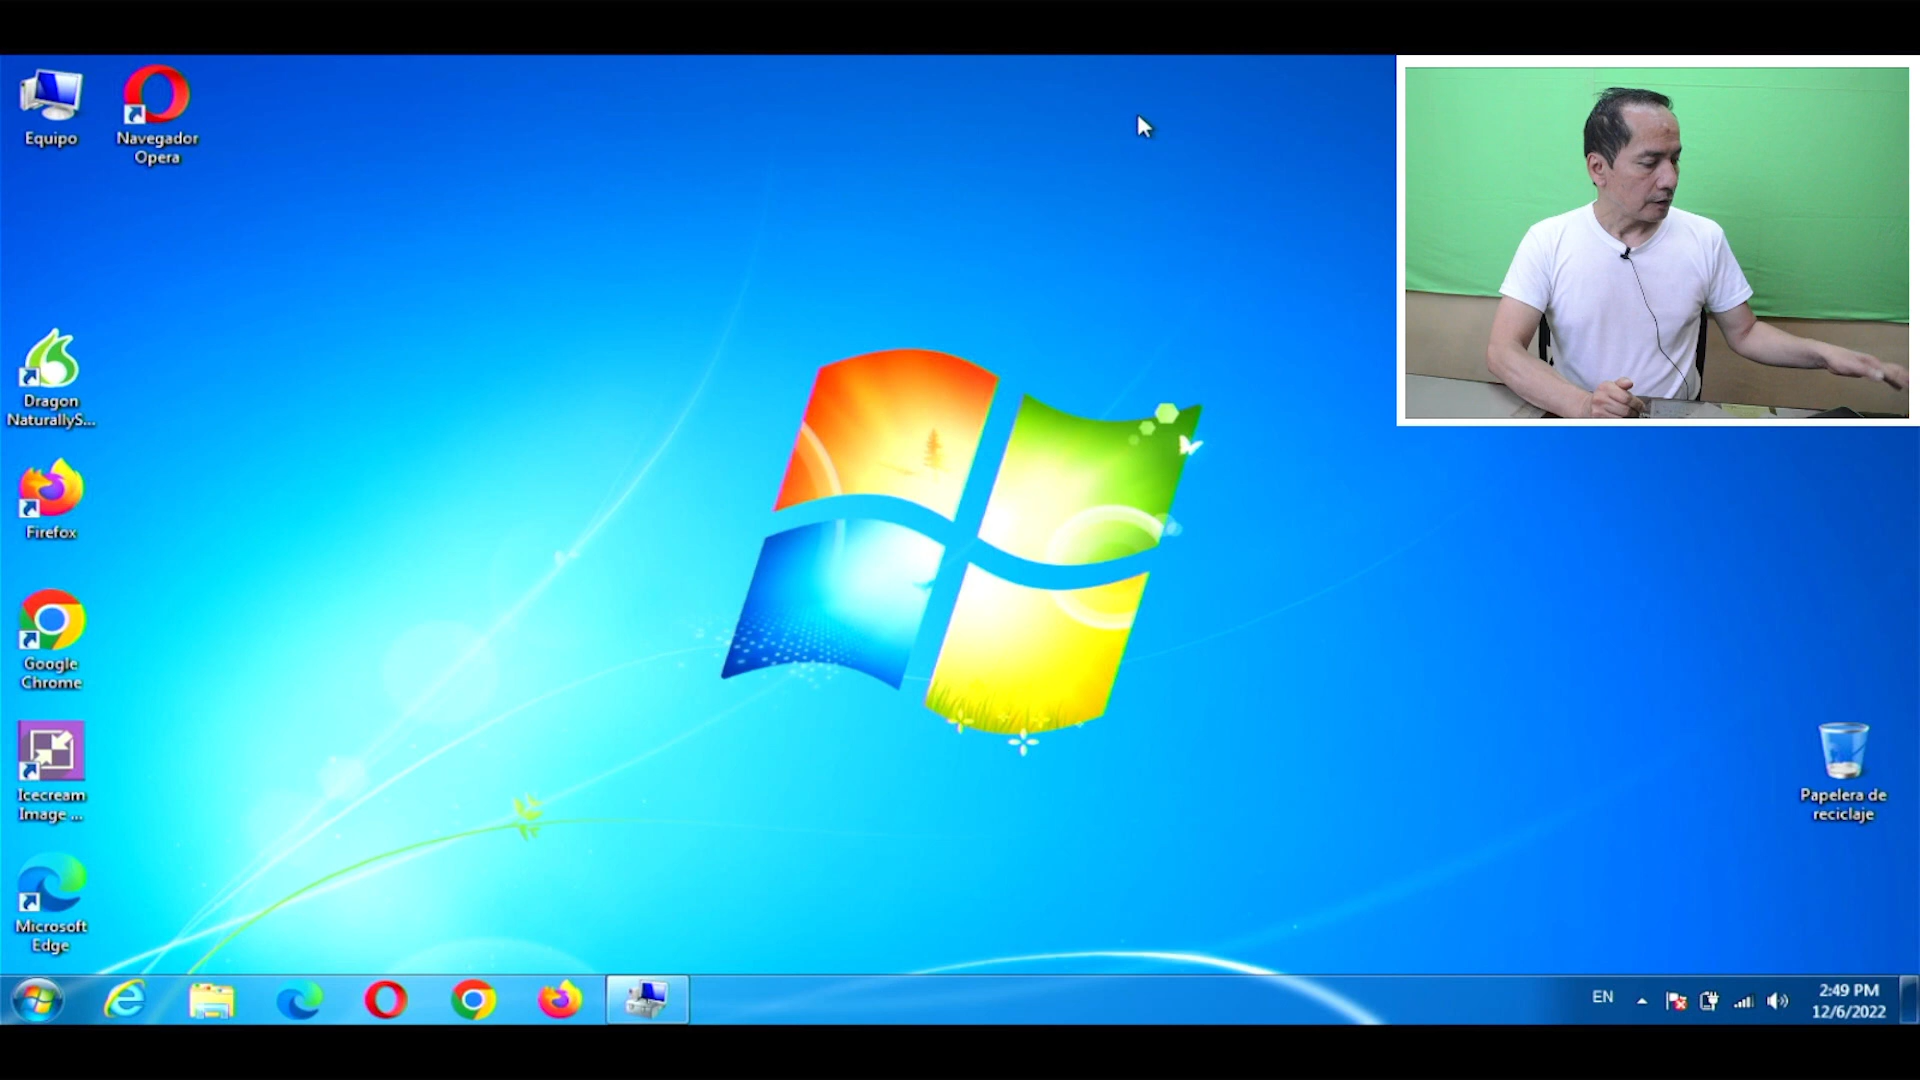 Equipo
Navegador
Opera
Dragon
NaturallyS...
Firefox
Google
Chrome
Icecream
Image ...
Microsoft
Edge
Papelera de
reciclaje
EN
2:49 PM
12/6/2022